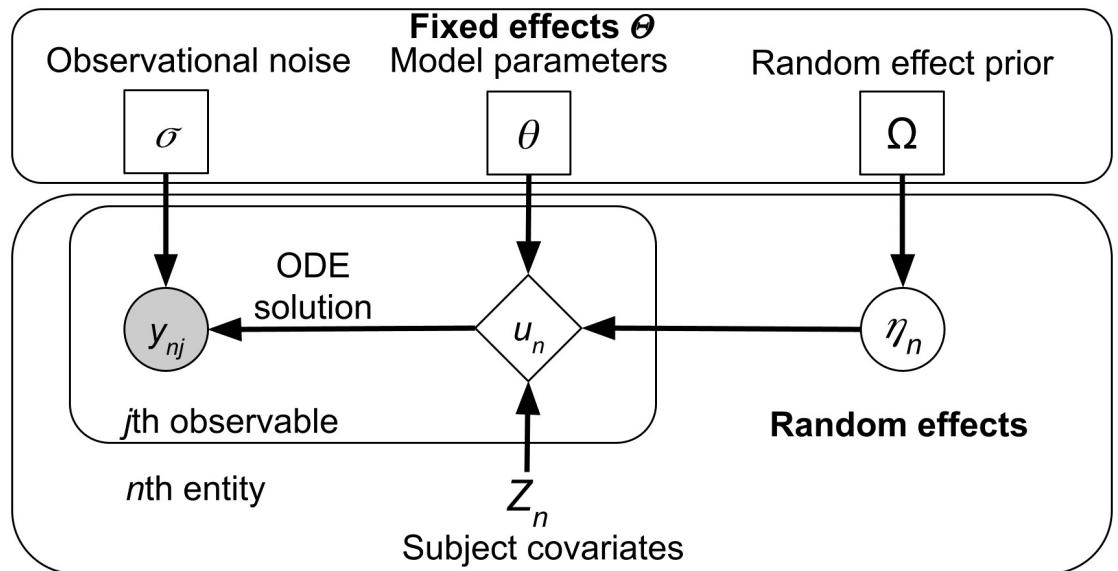 Fixed effects Θ
Observational noise
Model parameters
Random effect prior
σ
θ
Ω
ODE
solution
y_nj
u_n
η_n
jth observable
Random effects
nth entity
Z_n
Subject covariates